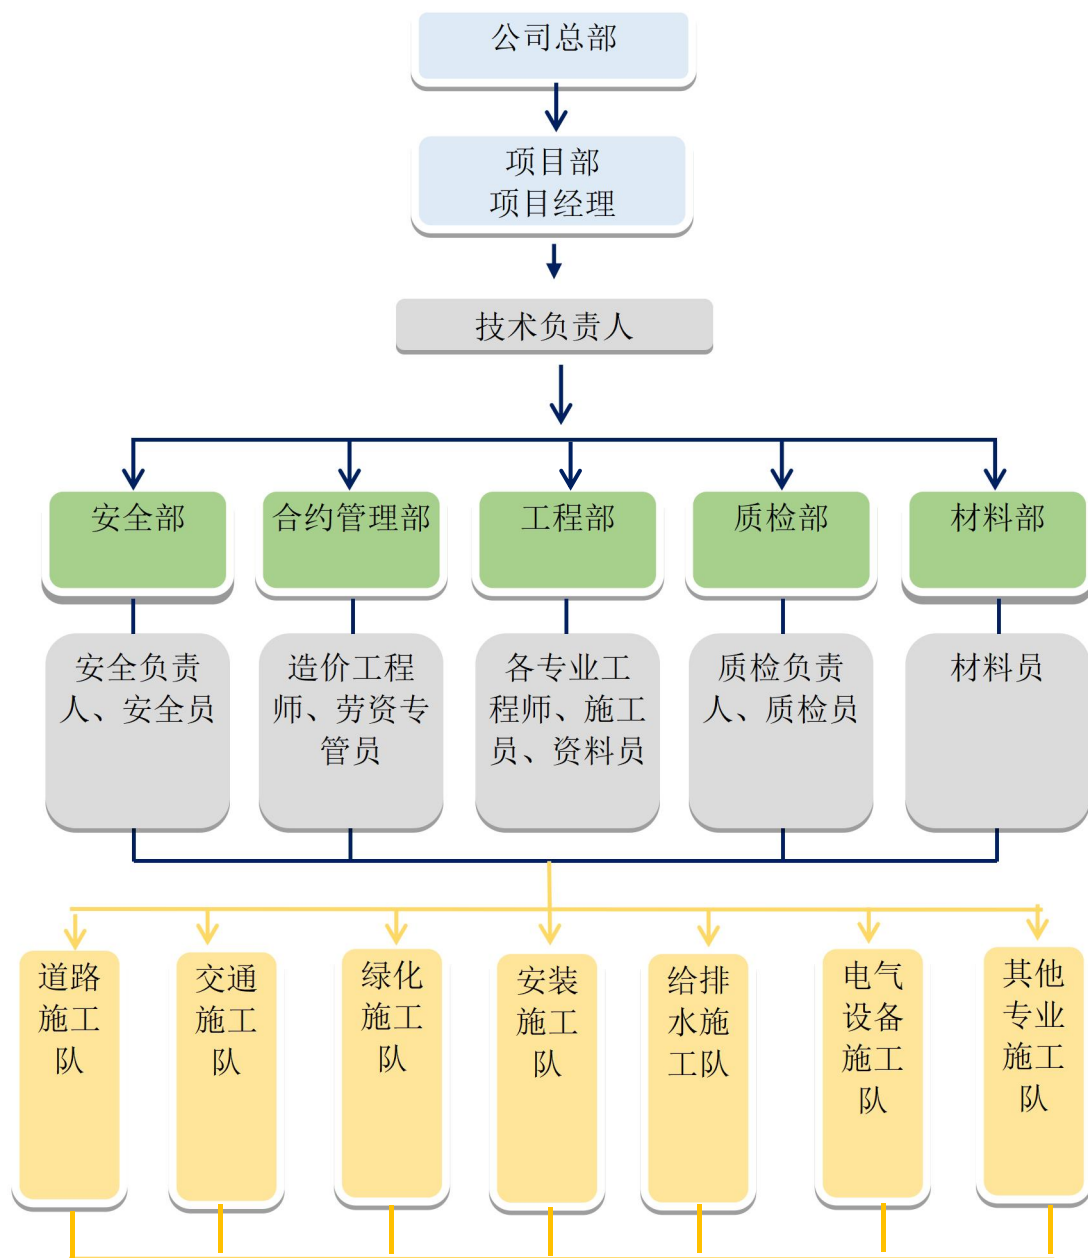 公司总部
项目部
项目经理
技术负责人
安全部
合约管理部
工程部
质检部
材料部
安全负责
人、安全员
造价工程
师、劳资专
管员
各专业工
程师、施工
员、资料员
质检负责
人、质检员
材料员
道路
施工
队
交通
施工
队
绿化
施工
队
安装
施工
队
给排
水施
工队
电气
设备
施工
队
其他
专业
施工
队